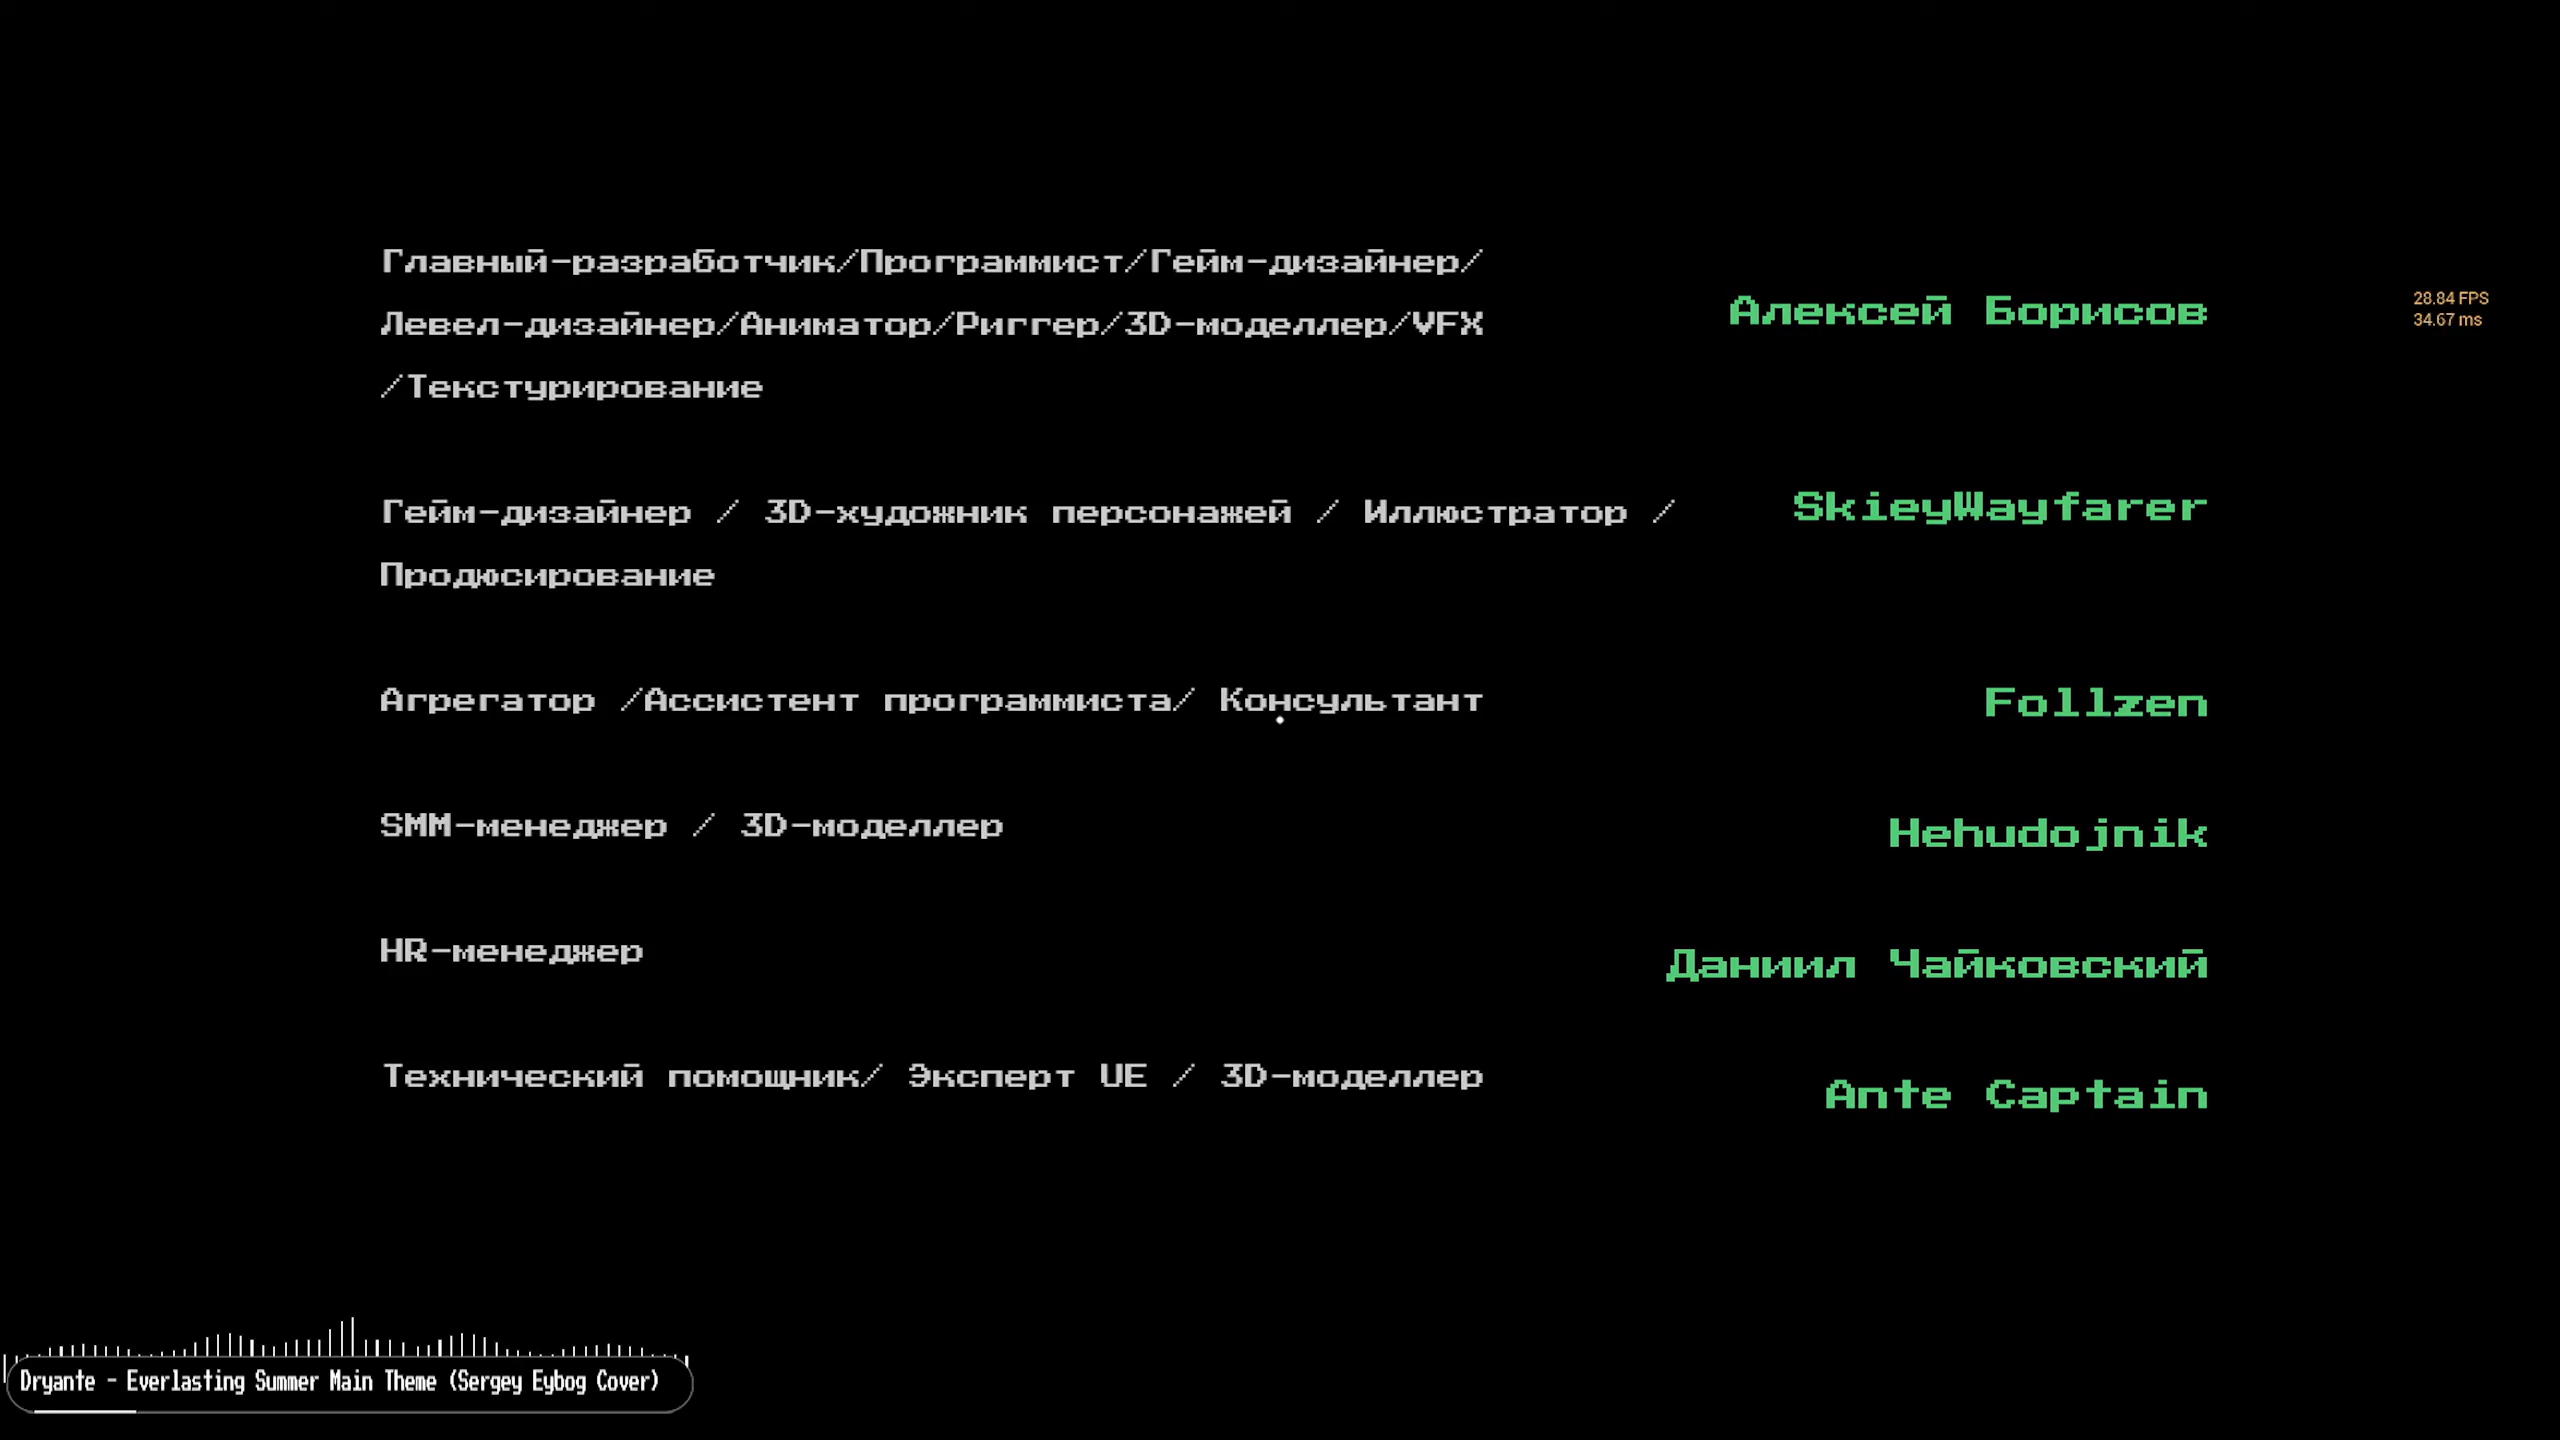 Главный-разработчик/Программист/Гейм-дизайнер/
Левел-дизайнер/Аниматор/Риггер/3D-моделлер/VFX
/Текстурирование
Алексей Борисов
28.84 FPS
34.67 ms
Гейм-дизайнер / 3D-художник персонажей / Иллюстратор /
Продюсирование
SkieyWayfarer
Агрегатор /Ассистент программиста/ Консультант
Follzen
SMM-менеджер / 3D-моделлер
Hehudojnik
HR-менеджер
Даниил Чайковский
Технический помощник/ Эксперт UE / 3D-моделлер
Ante Captain
Dryante - Everlasting Summer Main Theme (Sergey Eybog Cover)